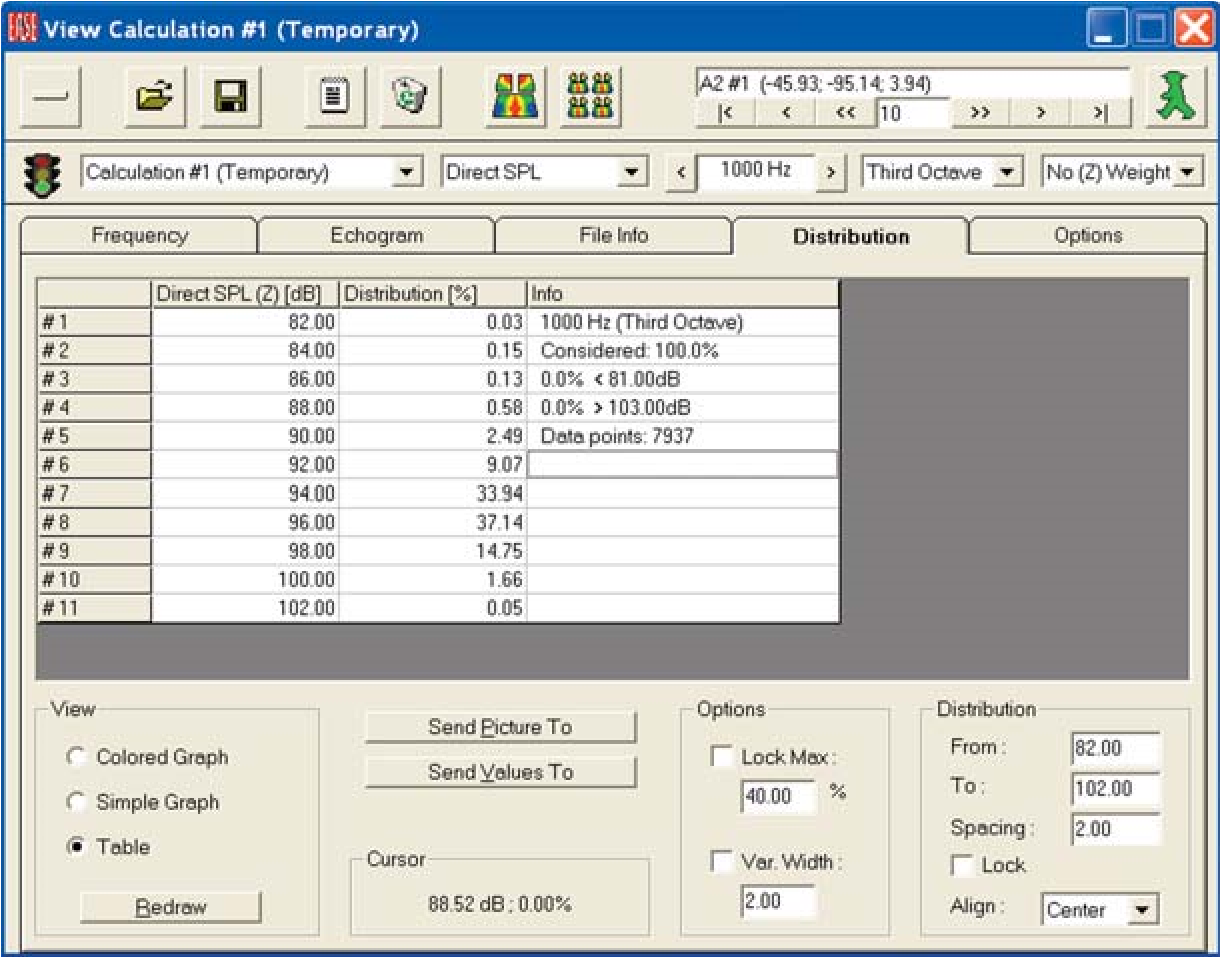 EASE View Calculation #1 (Temporary)
A2 #1 (-45.93; -95.14; 3.94)
|< < << 10 >> > >|
Calculation #1 (Temporary) Direct SPL < 1000 Hz > Third Octave No (Z) Weight
Frequency Echogram File Info Distribution Options
Direct SPL (Z) [dB] Distribution [%] Info
# 1 82.00 0.03 1000 Hz (Third Octave)
# 2 84.00 0.15 Considered: 100.0%
# 3 86.00 0.13 0.0% < 81.00dB
# 4 88.00 0.58 0.0% > 103.00dB
# 5 90.00 2.49 Data points: 7937
# 6 92.00 9.07
# 7 94.00 33.94
# 8 96.00 37.14
# 9 98.00 14.75
# 10 100.00 1.66
# 11 102.00 0.05
View
Colored Graph
Simple Graph
Table
Redraw
Send Picture To
Send Values To
Cursor
88.52 dB ; 0.00%
Options
Lock Max :
40.00 %
Var. Width :
2.00
Distribution
From : 82.00
To : 102.00
Spacing : 2.00
Lock
Align : Center